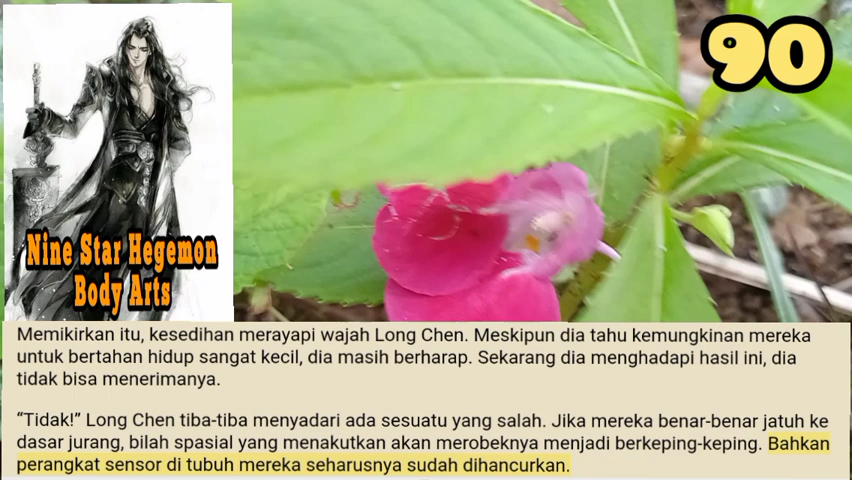 90
Nine Star Hegemon
Body Arts
Memikirkan itu, kesedihan merayapi wajah Long Chen. Meskipun dia tahu kemungkinan mereka
untuk bertahan hidup sangat kecil, dia masih berharap. Sekarang dia menghadapi hasil ini, dia
tidak bisa menerimanya.
“Tidak!” Long Chen tiba-tiba menyadari ada sesuatu yang salah. Jika mereka benar-benar jatuh ke
dasar jurang, bilah spasial yang menakutkan akan merobeknya menjadi berkeping-keping. Bahkan
perangkat sensor di tubuh mereka seharusnya sudah dihancurkan.